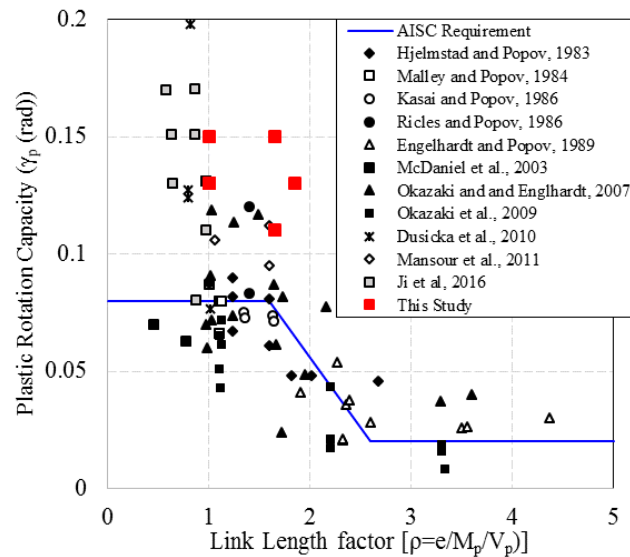 0.2
0.15
0.1
0.05
0
Plastic Rotation Capacity (γp (rad))
AISC Requirement
Hjelmstad and Popov, 1983
Malley and Popov, 1984
Kasai and Popov, 1986
Ricles and Popov, 1986
Engelhardt and Popov, 1989
McDaniel et al., 2003
Okazaki and and Englhardt, 2007
Okazaki et al., 2009
Dusicka et al., 2010
Mansour et al., 2011
Ji et al, 2016
This Study
0 1 2 3 4 5
Link Length factor [ρ=e/Mp/Vp)]